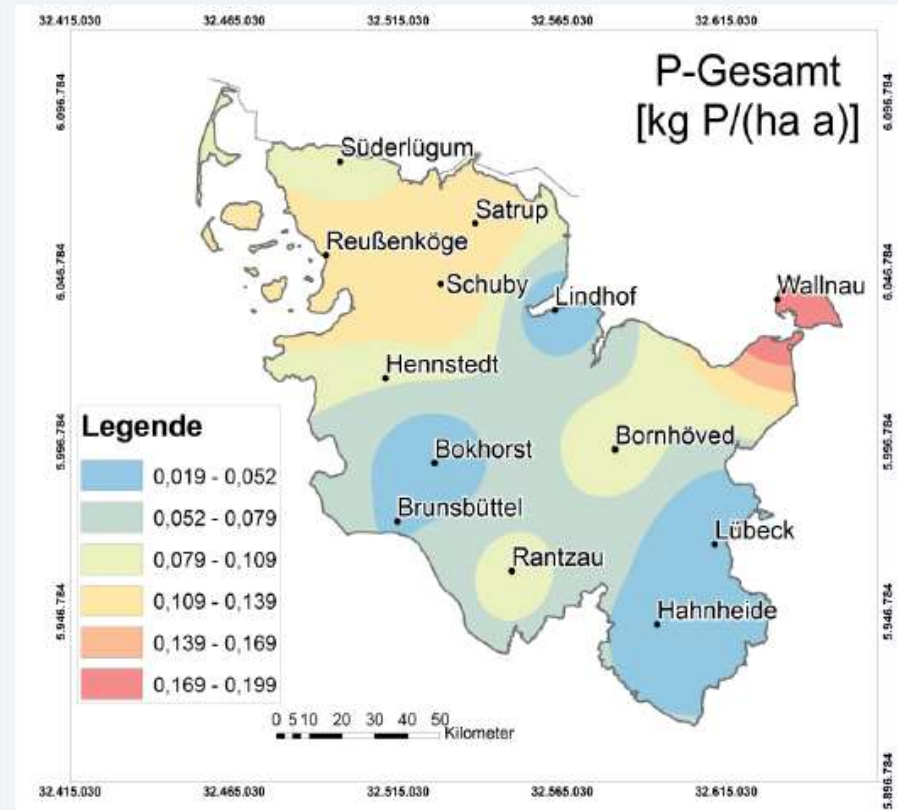 32.415.030 32.465.030 32.515.030 32.565.030 32.615.030
P-Gesamt
[kg P/(ha a)]
6.096.784 6.096.784
Süderlügum
Satrup
Reußenköge
6.046.784 6.046.784
Schuby
Wallnau
Lindhof
Hennstedt
Legende
5.996.784 5.996.784
Bornhöved
Bokhorst
0,019 - 0,052
Brunsbüttel
0,052 - 0,079
Lübeck
0,079 - 0,109
Rantzau
0,109 - 0,139
5.946.784 5.946.784
Hahnheide
0,139 - 0,169
0,169 - 0,199
0 5 10 20 30 40 50
Kilometer
5.896.784
32.415.030 32.465.030 32.515.030 32.565.030 32.615.030